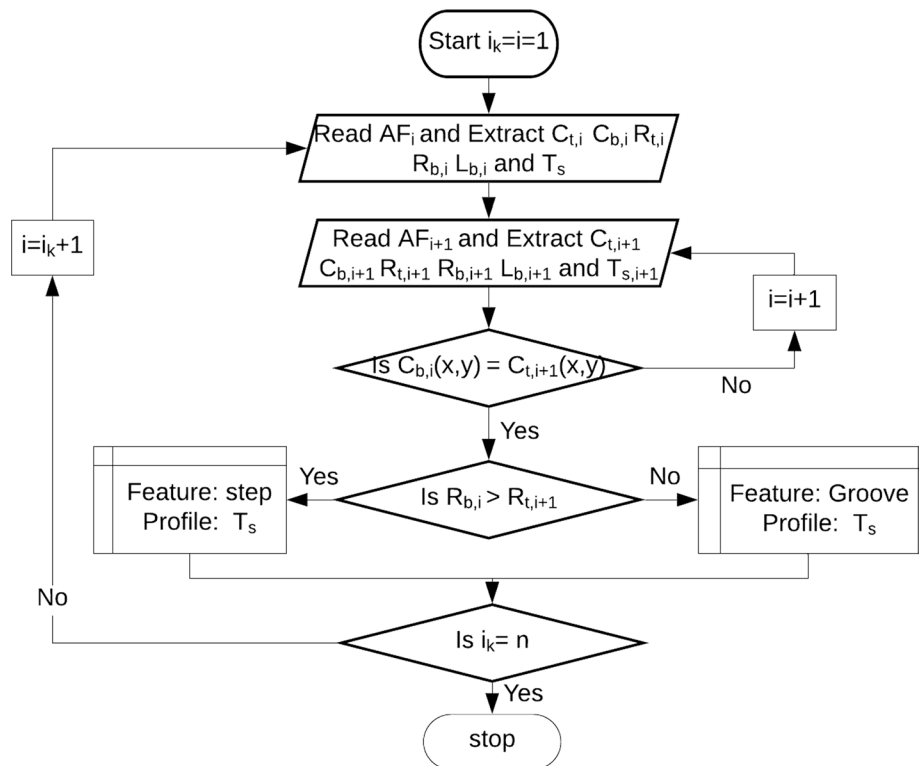 Start i_k=i=1
Read AF_i and Extract C_t,i C_b,i R_t,i
R_b,i L_b,i and T_s
i=i_k+1
Read AF_i+1 and Extract C_t,i+1
C_b,i+1 R_t,i+1 R_b,i+1 L_b,i+1 and T_s,i+1
i=i+1
Is C_b,i(x,y) = C_t,i+1(x,y)
No
Yes
Yes
No
Is R_b,i > R_t,i+1
Feature: step
Profile: T_s
Feature: Groove
Profile: T_s
No
Is i_k= n
Yes
stop